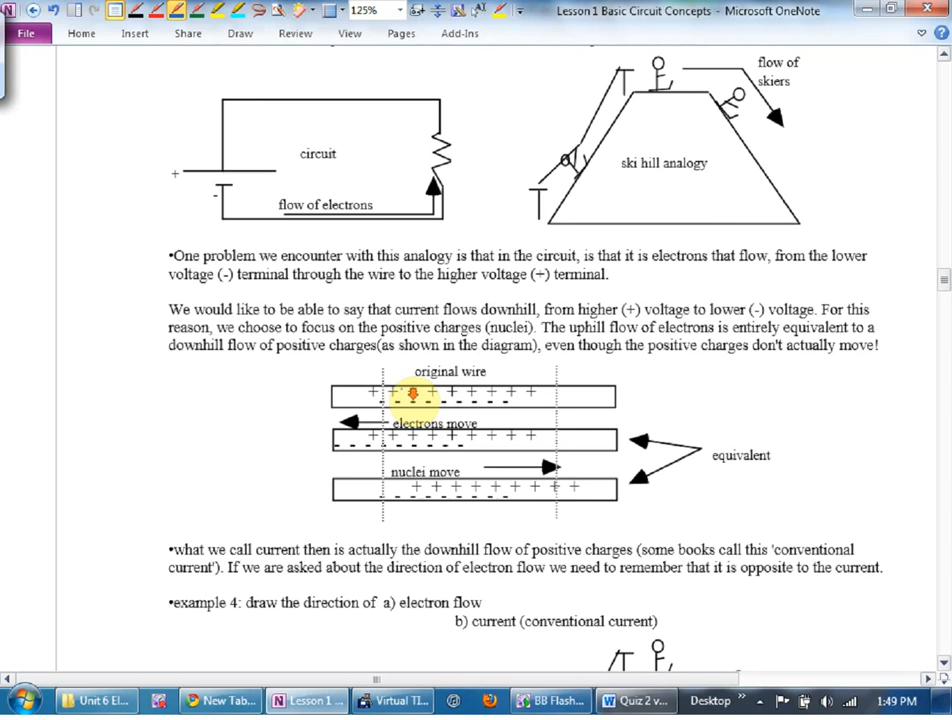 125%
Lesson 1 Basic Circuit Concepts - Microsoft OneNote
File Home Insert Share Draw Review View Pages Add-Ins
flow of
skiers
circuit
ski hill analogy
+
-
flow of electrons
•One problem we encounter with this analogy is that in the circuit, is that it is electrons that flow, from the lower
voltage (-) terminal through the wire to the higher voltage (+) terminal.
We would like to be able to say that current flows downhill, from higher (+) voltage to lower (-) voltage. For this
reason, we choose to focus on the positive charges (nuclei). The uphill flow of electrons is entirely equivalent to a
downhill flow of positive charges(as shown in the diagram), even though the positive charges don't actually move!
original wire
+ + + + + + + +
- - - - - - -
electrons move
+ + + + + + + + +
- - - - - - - - -
equivalent
nuclei move
+ + + + + + + + +
- - - - - - -
•what we call current then is actually the downhill flow of positive charges (some books call this 'conventional
current'). If we are asked about the direction of electron flow we need to remember that it is opposite to the current.
•example 4: draw the direction of a) electron flow
b) current (conventional current)
Unit 6 El... New Tab... Lesson 1 ... Virtual TI... BB Flash... Quiz 2 v... Desktop » 1:49 PM